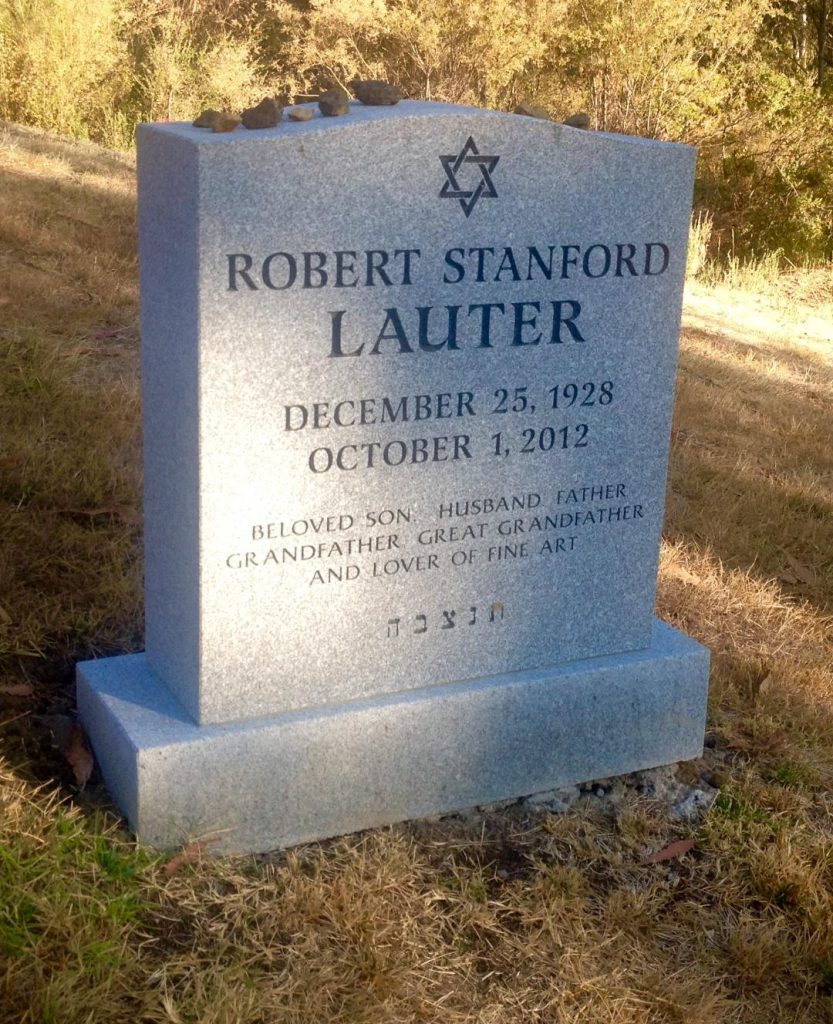 ROBERT STANFORD
LAUTER
DECEMBER 25, 1928
OCTOBER 1, 2012
BELOVED SON HUSBAND FATHER
GRANDFATHER GREAT GRANDFATHER
AND LOVER OF FINE ART
תנצבה